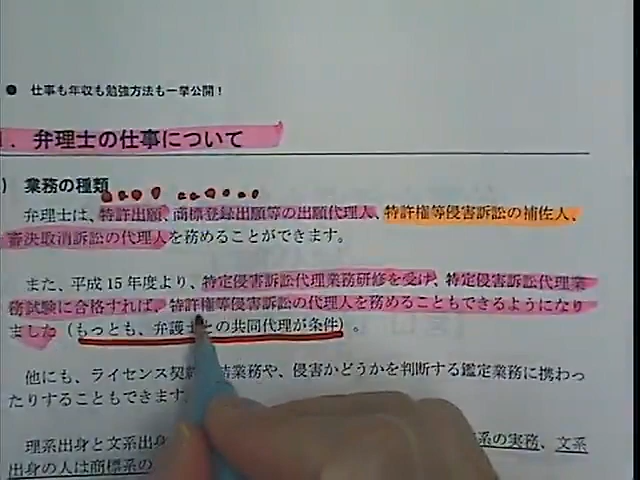 ● 仕事も年収も勉強方法も一挙公開！
1. 弁理士の仕事について
) 業務の種類
弁理士は、特許出願、商標登録出願等の出願代理人、特許権等侵害訴訟の補佐人、
審決取消訴訟の代理人を務めることができます。
また、平成 15 年度より、特定侵害訴訟代理業務研修を受け、特定侵害訴訟代理業
務試験に合格すれば、特許権等侵害訴訟の代理人を務めることもできるようになり
ました（もっとも、弁護士との共同代理が条件）。
他にも、ライセンス契約 結業務や、侵害かどうかを判断する鑑定業務に携わっ
たりすることもできます
理系出身と文系出身 系の実務、文系
出身の人は商標系の